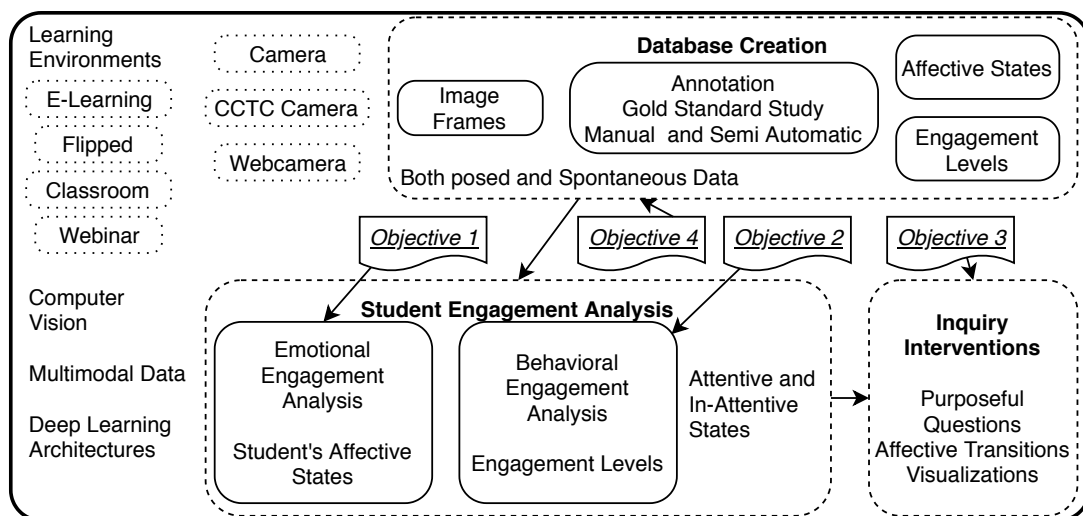 Learning
Environments
E-Learning
Flipped
Classroom
Webinar
Camera
CCTC Camera
Webcamera
Database Creation
Image
Frames
Annotation
Gold Standard Study
Manual and Semi Automatic
Affective States
Engagement
Levels
Both posed and Spontaneous Data
Objective 1
Objective 4
Objective 2
Objective 3
Computer
Vision
Multimodal Data
Deep Learning
Architectures
Student Engagement Analysis
Emotional
Engagement
Analysis
Student's Affective
States
Behavioral
Engagement
Analysis
Engagement Levels
Attentive and
In-Attentive
States
Inquiry
Interventions
Purposeful
Questions
Affective Transitions
Visualizations